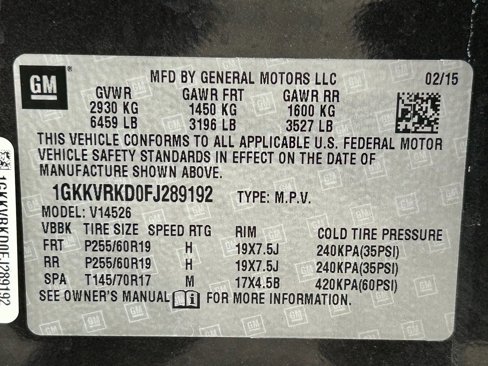 GM
MFD BY GENERAL MOTORS LLC 02/15
GVWR GAWR FRT GAWR RR
2930 KG 1450 KG 1600 KG
6459 LB 3196 LB 3527 LB
THIS VEHICLE CONFORMS TO ALL APPLICABLE U.S. FEDERAL MOTOR
VEHICLE SAFETY STANDARDS IN EFFECT ON THE DATE OF
MANUFACTURE SHOWN ABOVE.
1GKKVRKD0FJ289192 TYPE: M.P.V.
MODEL: V14526
VBBK TIRE SIZE SPEED RTG RIM COLD TIRE PRESSURE
FRT P255/60R19 H 19X7.5J 240KPA(35PSI)
RR P255/60R19 H 19X7.5J 240KPA(35PSI)
SPA T145/70R17 M 17X4.5B 420KPA(60PSI)
SEE OWNER'S MANUAL FOR MORE INFORMATION.
1GKKVRKD0FJ289192